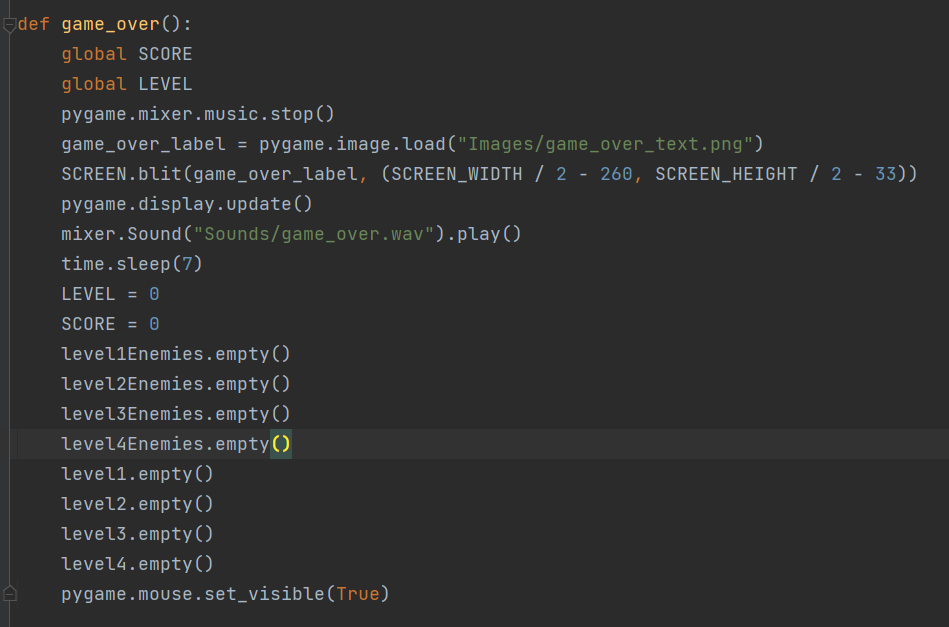 def game_over():
    global SCORE
    global LEVEL
    pygame.mixer.music.stop()
    game_over_label = pygame.image.load("Images/game_over_text.png")
    SCREEN.blit(game_over_label, (SCREEN_WIDTH / 2 - 260, SCREEN_HEIGHT / 2 - 33))
    pygame.display.update()
    mixer.Sound("Sounds/game_over.wav").play()
    time.sleep(7)
    LEVEL = 0
    SCORE = 0
    level1Enemies.empty()
    level2Enemies.empty()
    level3Enemies.empty()
    level4Enemies.empty()
    level1.empty()
    level2.empty()
    level3.empty()
    level4.empty()
    pygame.mouse.set_visible(True)